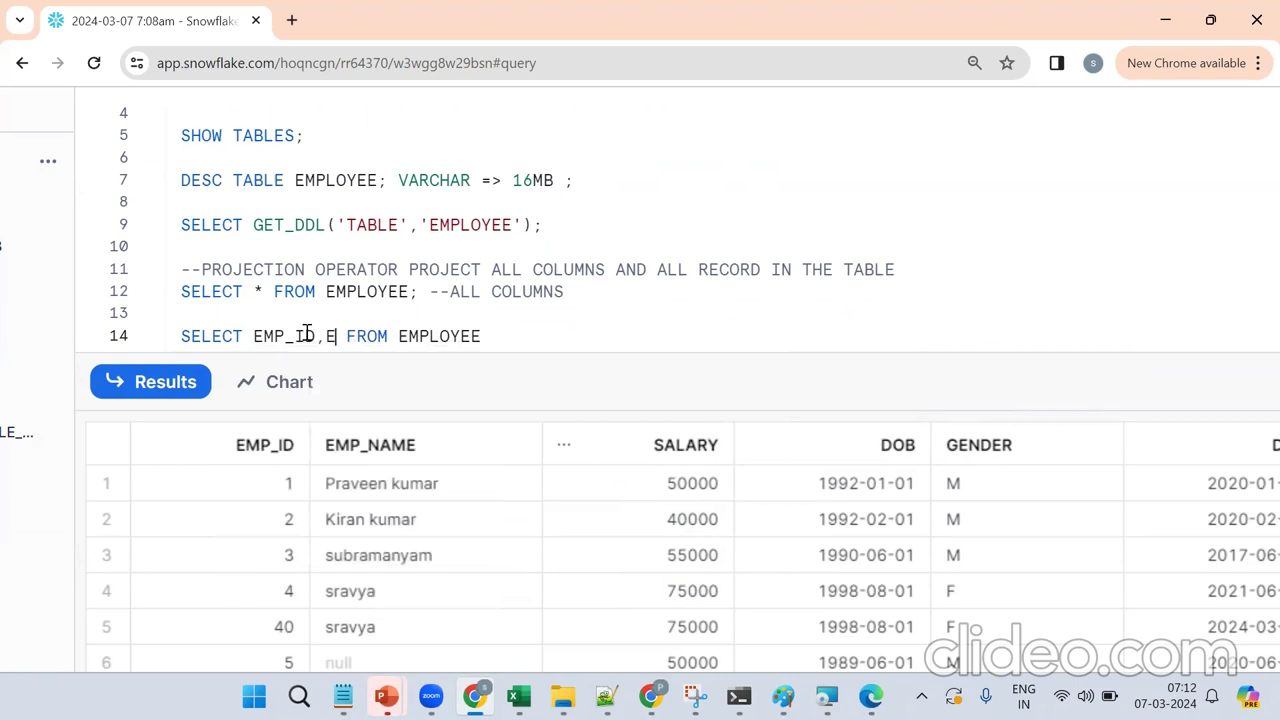 2024-03-07 7:08am - Snowflake
app.snowflake.com/hoqncgn/rr64370/w3wgg8w29bsn#query
s
New Chrome available
4
5 SHOW TABLES;
6
7 DESC TABLE EMPLOYEE; VARCHAR => 16MB ;
8
9 SELECT GET_DDL('TABLE','EMPLOYEE');
10
11 --PROJECTION OPERATOR PROJECT ALL COLUMNS AND ALL RECORD IN THE TABLE
12 SELECT * FROM EMPLOYEE; --ALL COLUMNS
13
14 SELECT EMP_ID,E FROM EMPLOYEE
LE_...
Results Chart
EMP_ID EMP_NAME ... SALARY DOB GENDER D
1 1 Praveen kumar 50000 1992-01-01 M 2020-01-
2 2 Kiran kumar 40000 1992-02-01 M 2020-02-
3 3 subramanyam 55000 1990-06-01 M 2017-06-
4 4 sravya 75000 1998-08-01 F 2021-06-
5 40 sravya 75000 1998-08-01 F 2024-03-
6 5 null 50000 1989-06-01 M 2020-06-
clideo.com
zoom
ENG
IN
07:12
07-03-2024
PRE